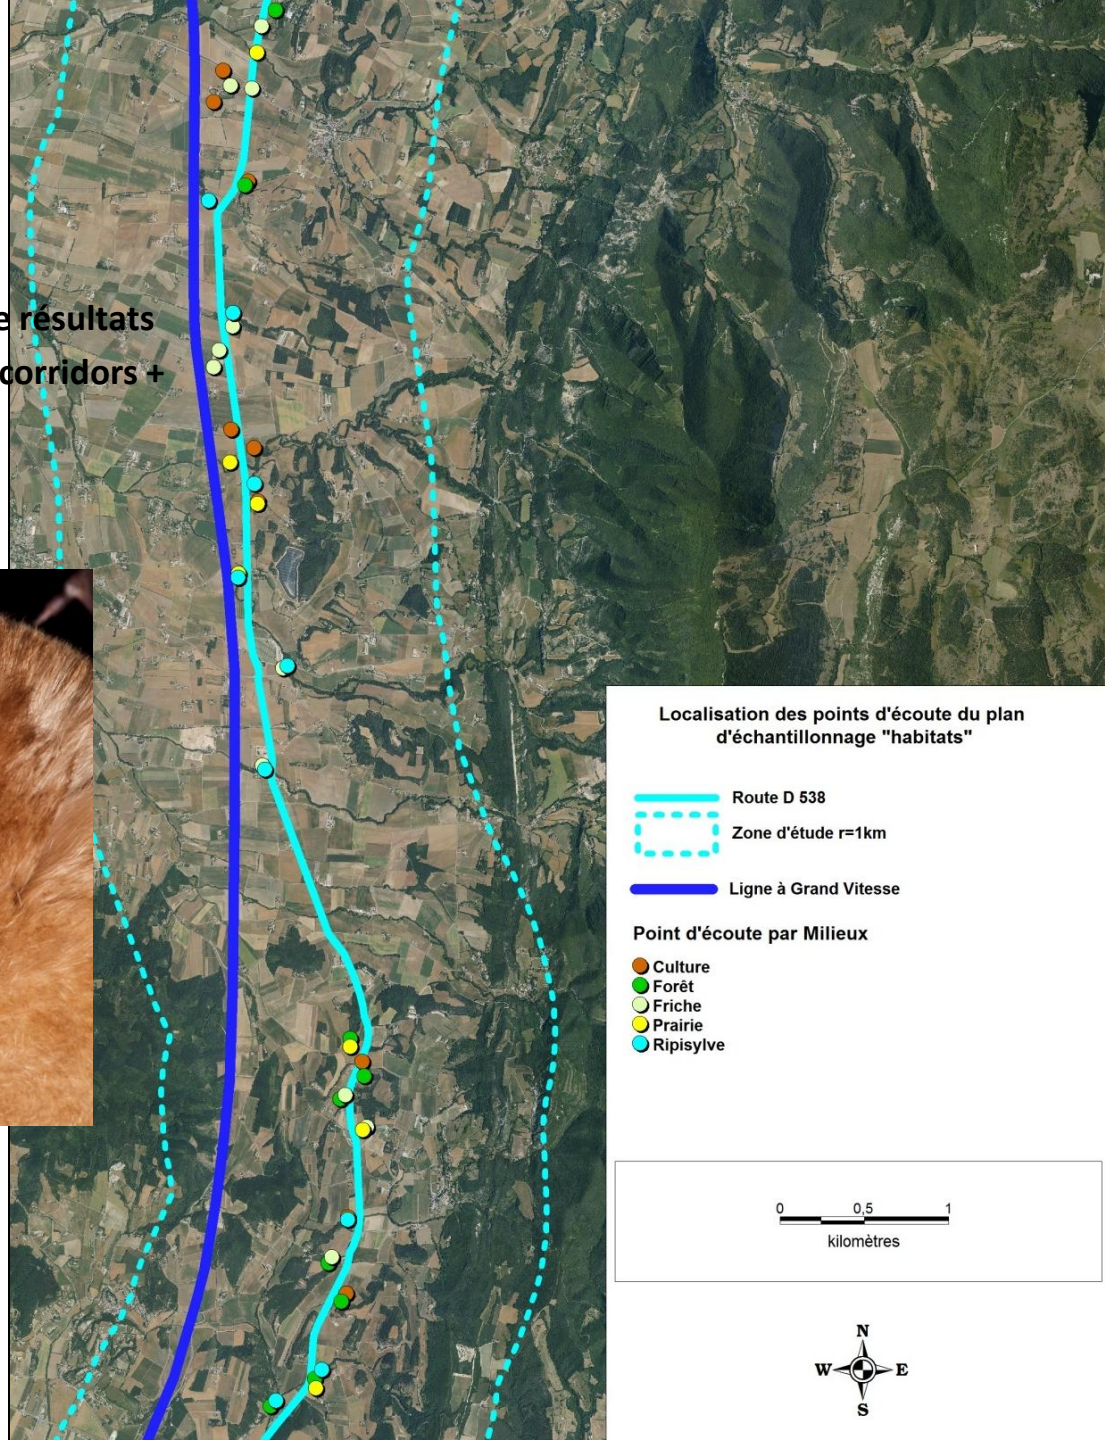 e résultats
corridors +
Localisation des points d'écoute du plan
d'échantillonnage "habitats"
Route D 538
Zone d'étude r=1km
Ligne à Grand Vitesse
Point d'écoute par Milieux
Culture
Forêt
Friche
Prairie
Ripisylve
0 0,5 1
kilomètres
N
W E
S